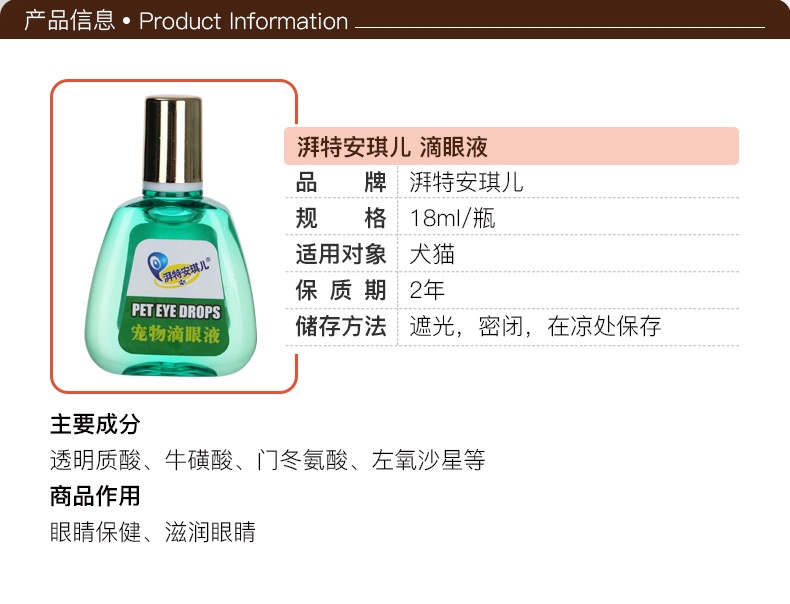 产品信息 • Product Information
湃特安琪儿 滴眼液
品 牌 湃特安琪儿
规 格 18ml/瓶
适用对象 犬猫
保 质 期 2年
储存方法 遮光，密闭，在凉处保存
湃特安琪儿®
PET EYE DROPS
宠物滴眼液
主要成分
透明质酸、牛磺酸、门冬氨酸、左氧沙星等
商品作用
眼睛保健、滋润眼睛